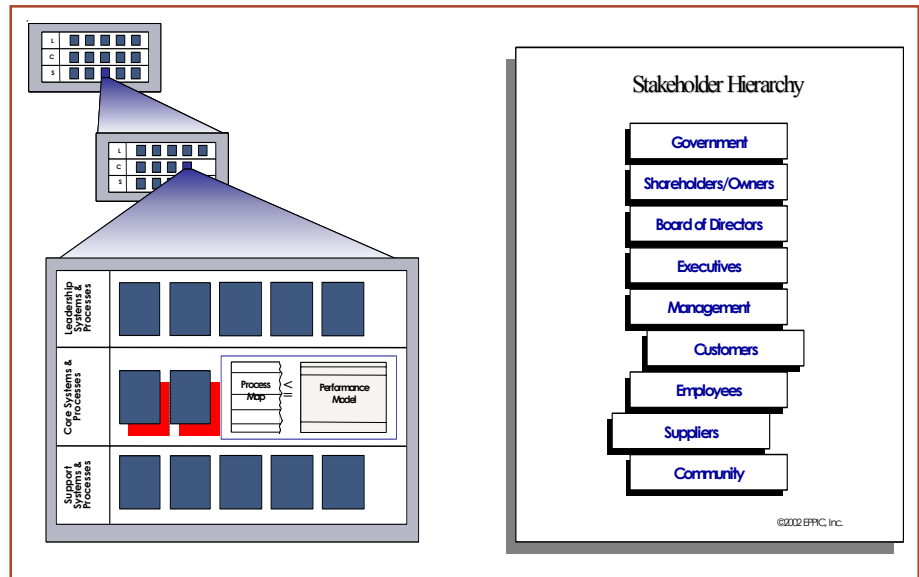 L
C
S
L
C
S
Leadership
Systems &
Processes
Core Systems &
Processes
Process
Map
<
=
Performance
Model
Support
Systems &
Processes
Stakeholder Hierarchy
Government
Shareholders/Owners
Board of Directors
Executives
Management
Customers
Employees
Suppliers
Community
©2002 EPPIC, Inc.